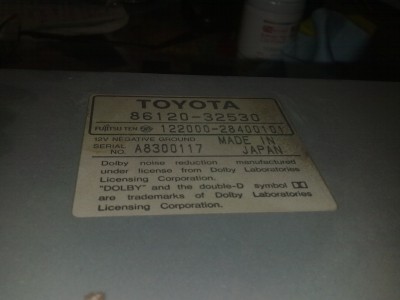 TOYOTA
86120-32530
FUJITSU TEN 122000-28400101
12V NEGATIVE GROUND MADE IN
SERIAL NO. A8300117 JAPAN
Dolby noise reduction manufactured
under license from Dolby Laboratories
Licensing Corporation.
"DOLBY" and the double-D symbol
are trademarks of Dolby Laboratories
Licensing Corporation.